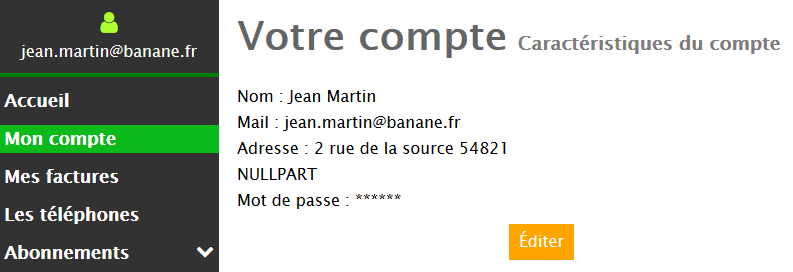 jean.martin@banane.fr
Accueil
Mon compte
Mes factures
Les téléphones
Abonnements
Votre compte Caractéristiques du compte
Nom : Jean Martin
Mail : jean.martin@banane.fr
Adresse : 2 rue de la source 54821
NULLPART
Mot de passe : ******
Éditer